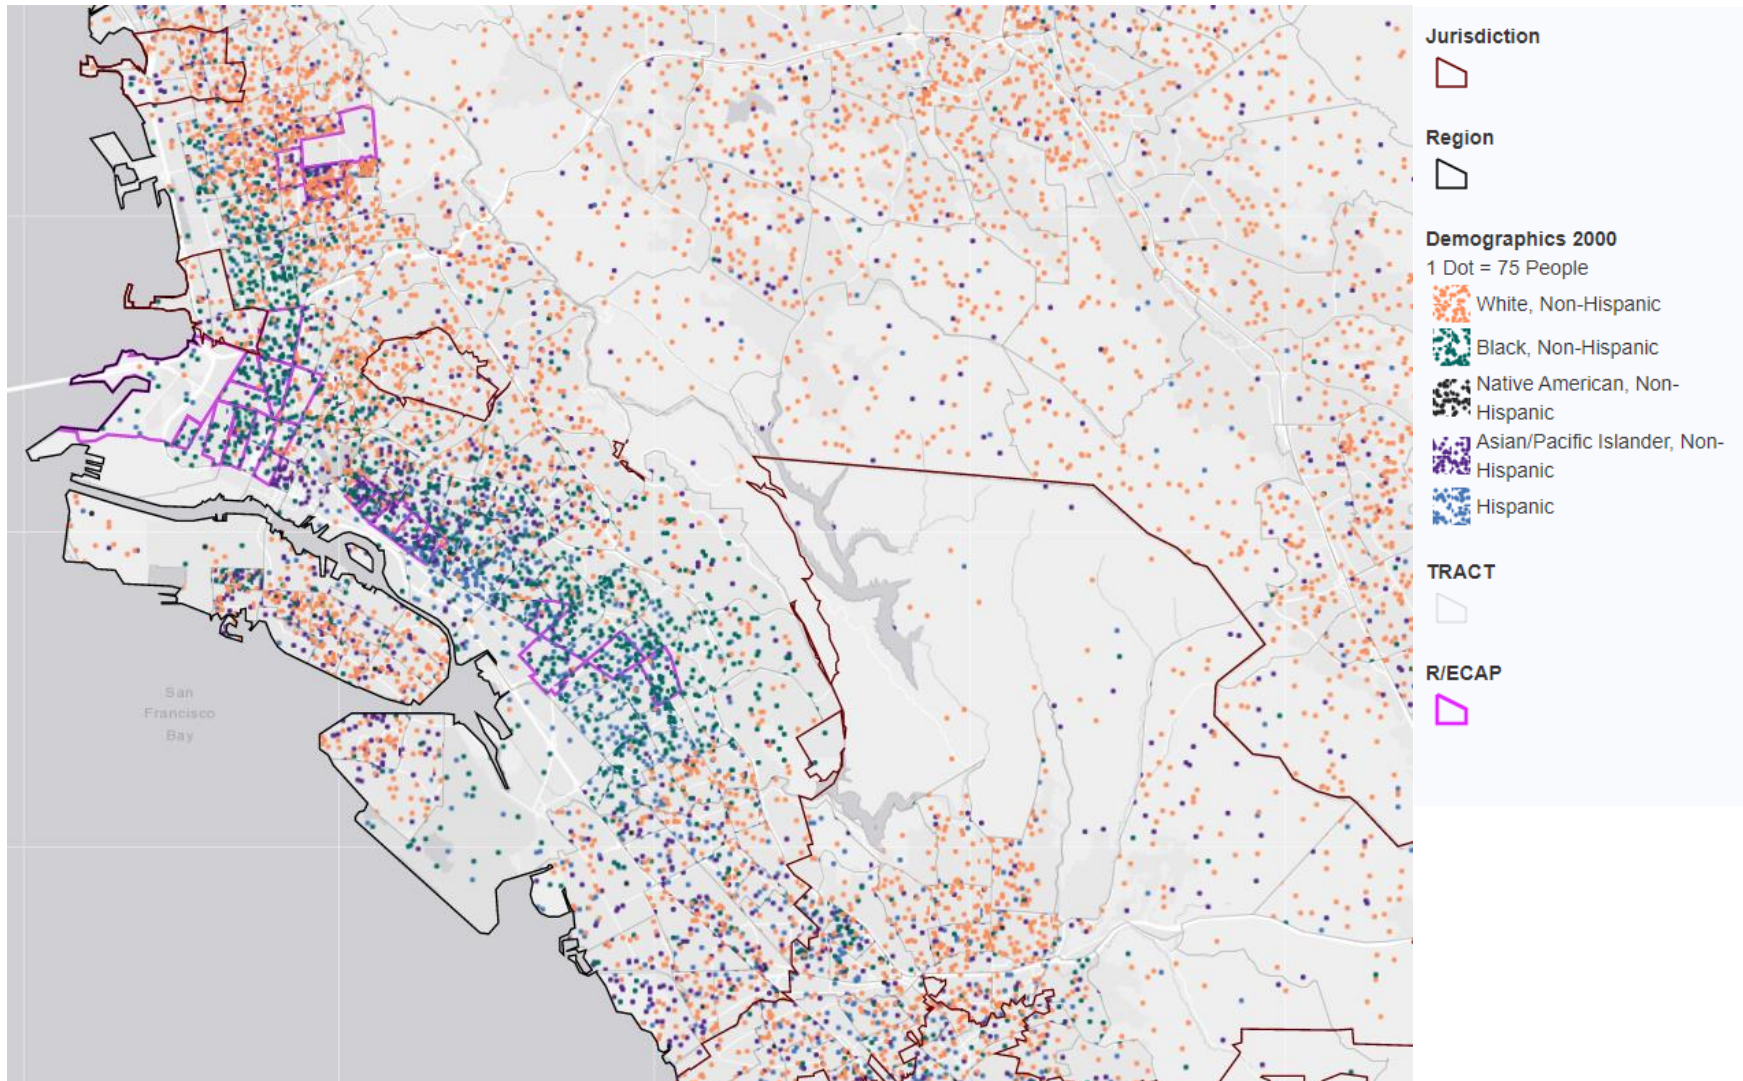 San
Francisco
Bay
Jurisdiction
Region
Demographics 2000
1 Dot = 75 People
White, Non-Hispanic
Black, Non-Hispanic
Native American, Non-
Hispanic
Asian/Pacific Islander, Non-
Hispanic
Hispanic
TRACT
R/ECAP